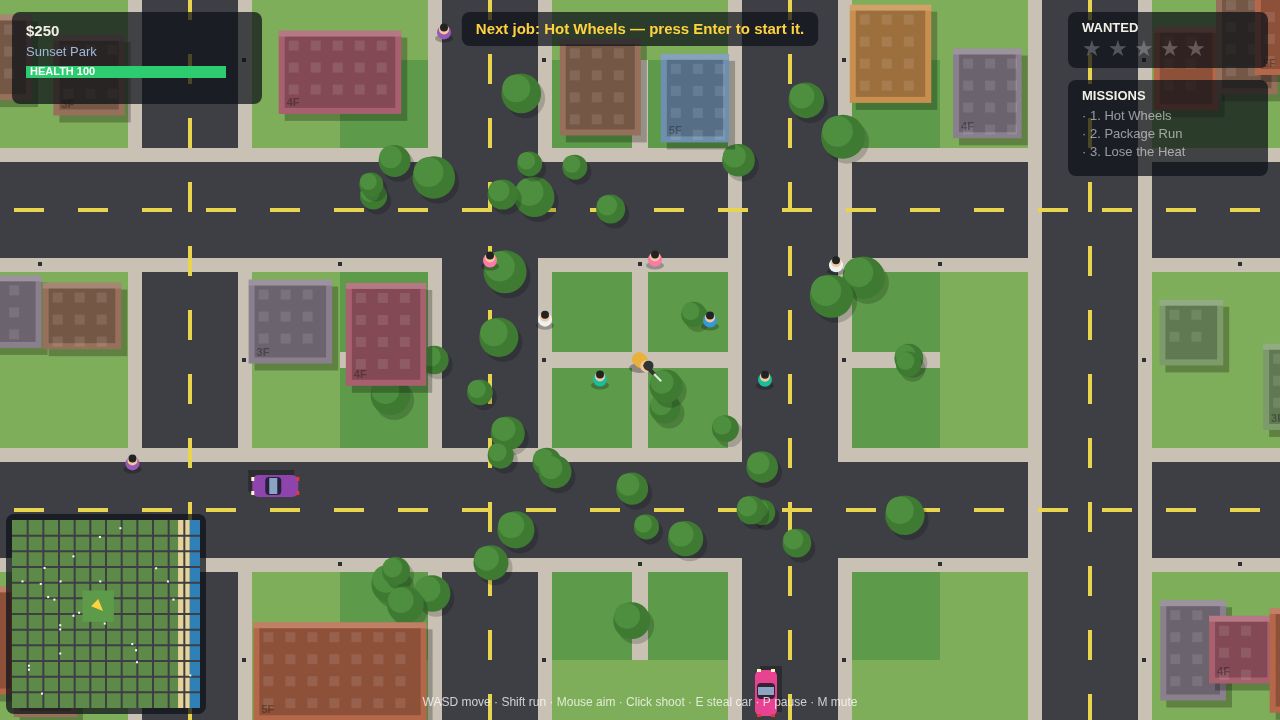 $250
Sunset Park
HEALTH 100
Next job: Hot Wheels — press Enter to start it.
WANTED
MISSIONS
· 1. Hot Wheels
· 2. Package Run
· 3. Lose the Heat
3F
4F
5F
4F
3F
4F
5F
4F
WASD move · Shift run · Mouse aim · Click shoot · E steal car · P pause · M mute